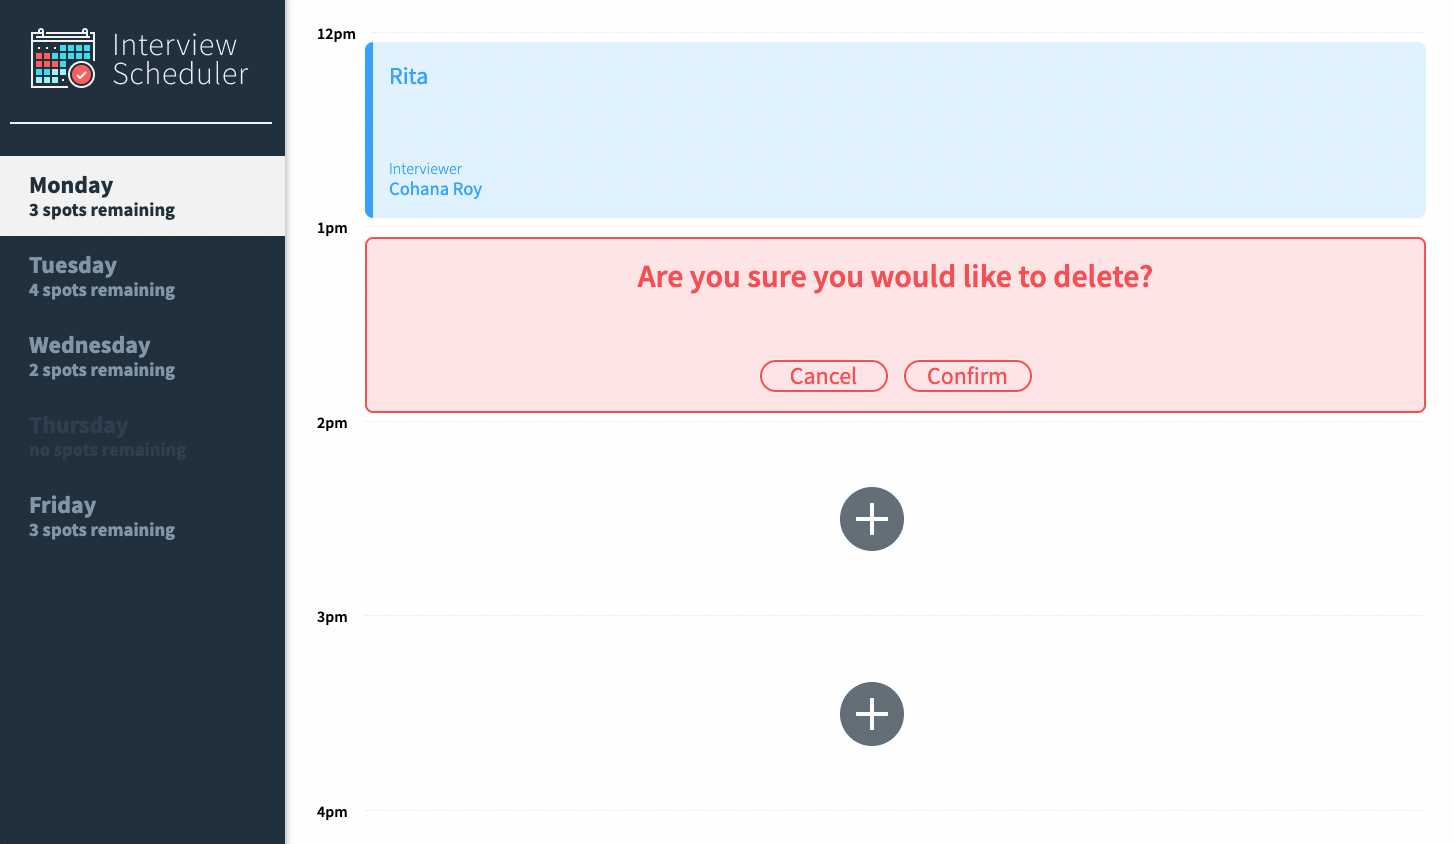 Interview
Scheduler
Monday
3 spots remaining
Tuesday
4 spots remaining
Wednesday
2 spots remaining
Thursday
no spots remaining
Friday
3 spots remaining
12pm
Rita
Interviewer
Cohana Roy
1pm
Are you sure you would like to delete?
Cancel Confirm
2pm
3pm
4pm